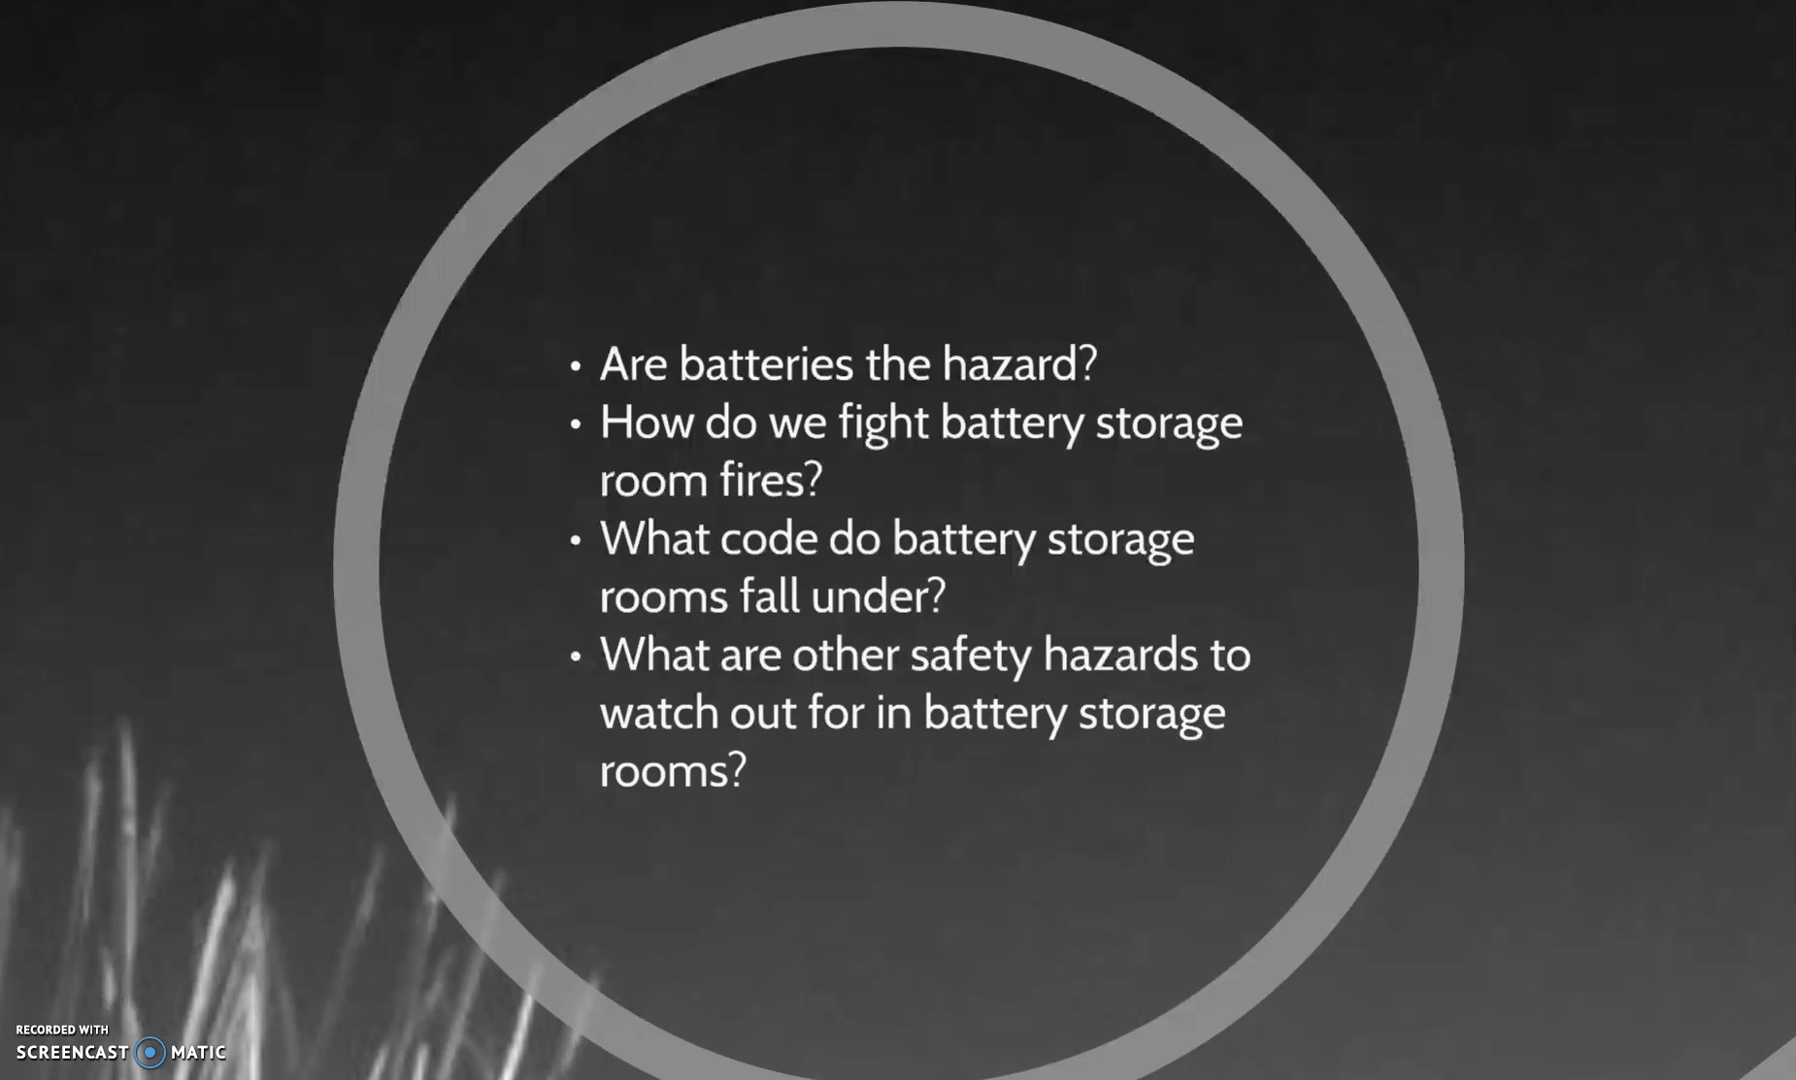 • Are batteries the hazard?
• How do we fight battery storage
room fires?
• What code do battery storage
rooms fall under?
• What are other safety hazards to
watch out for in battery storage
rooms?
RECORDED WITH
SCREENCAST MATIC